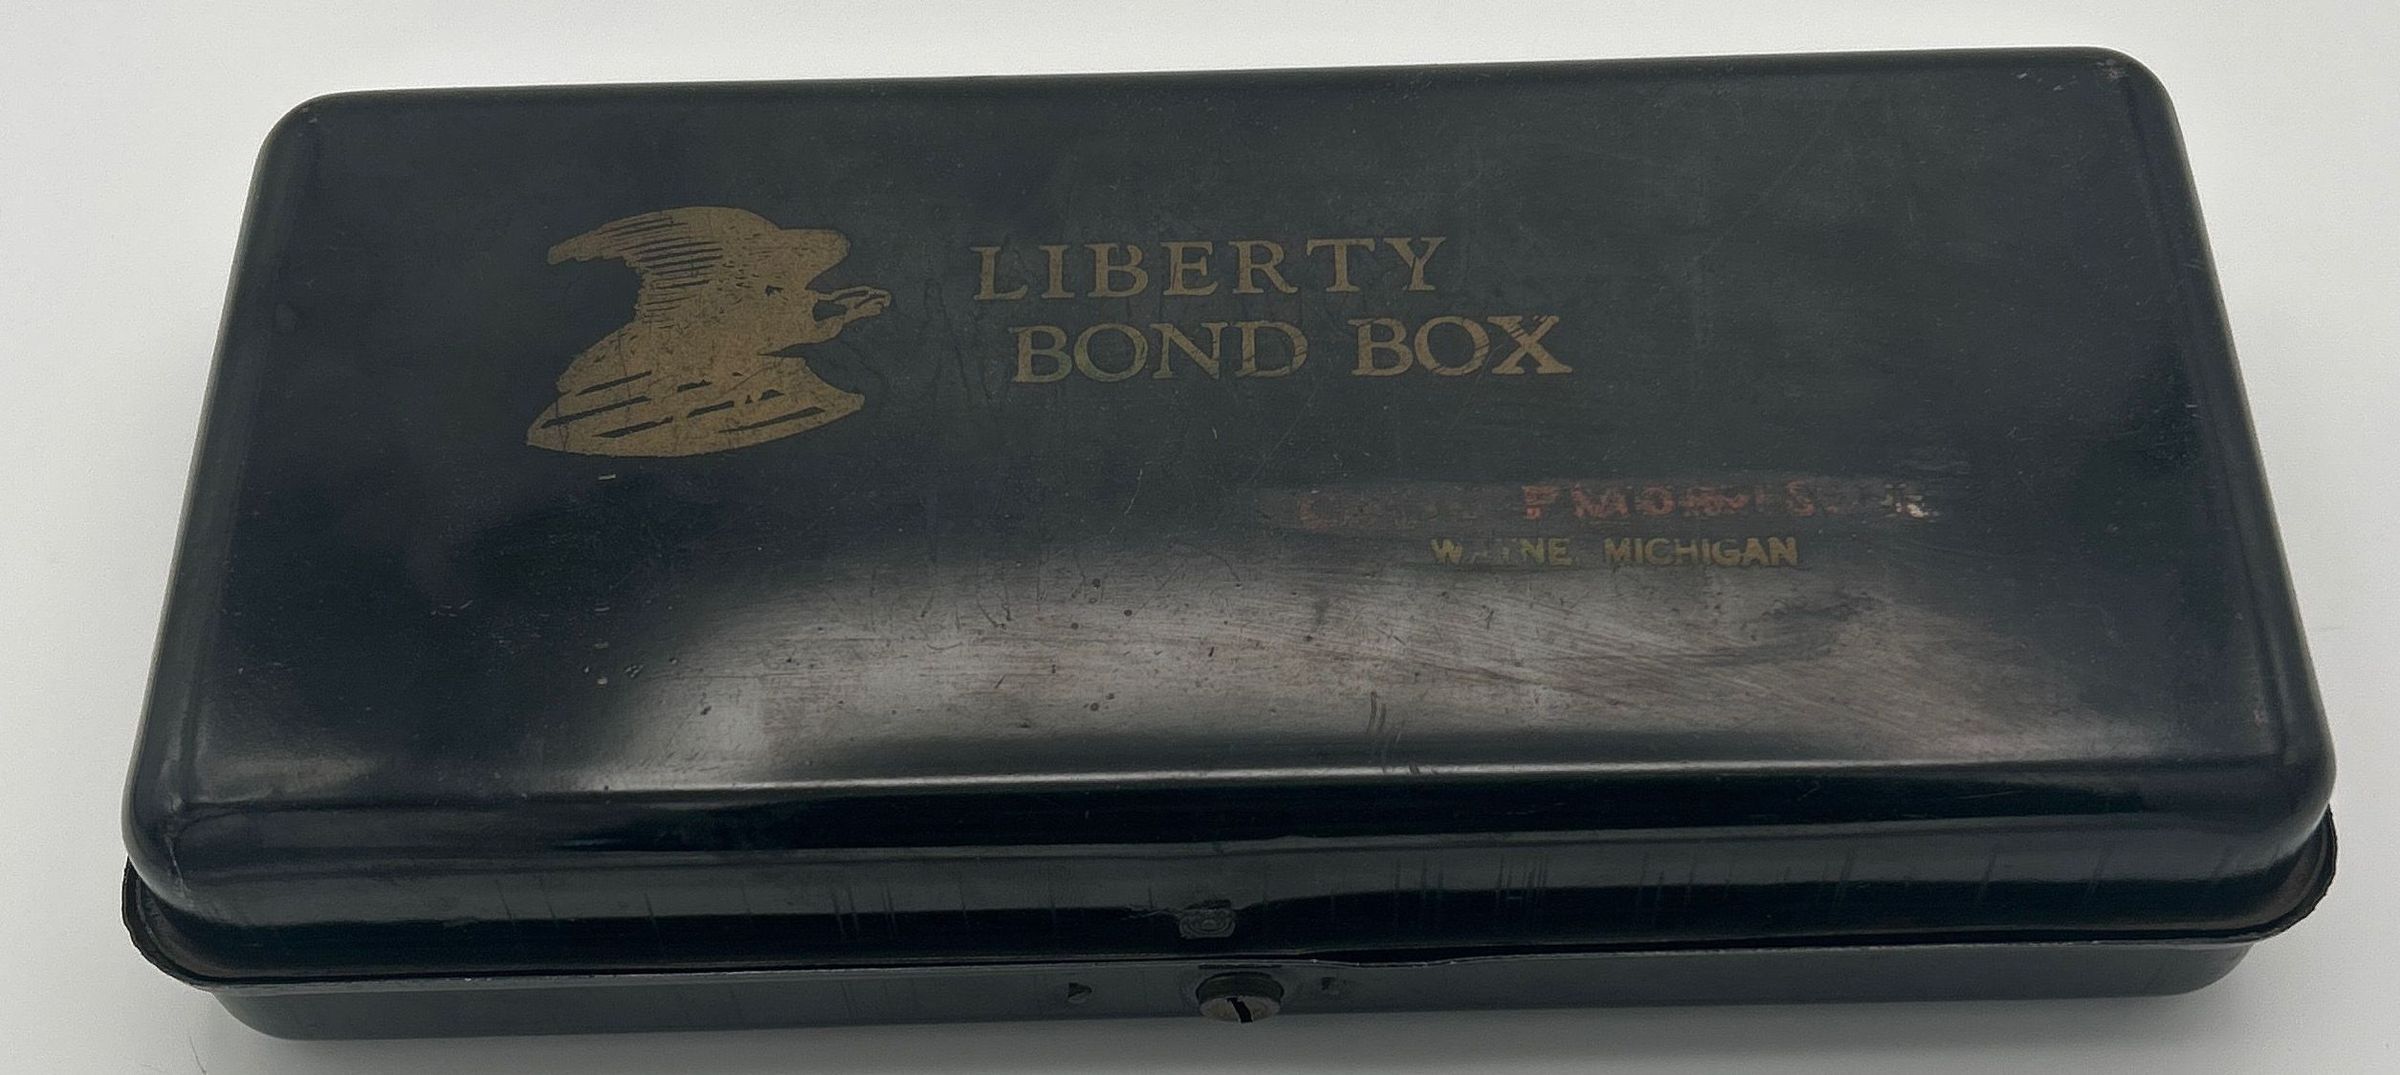 LIBERTY
BOND BOX
WAYNE, MICHIGAN